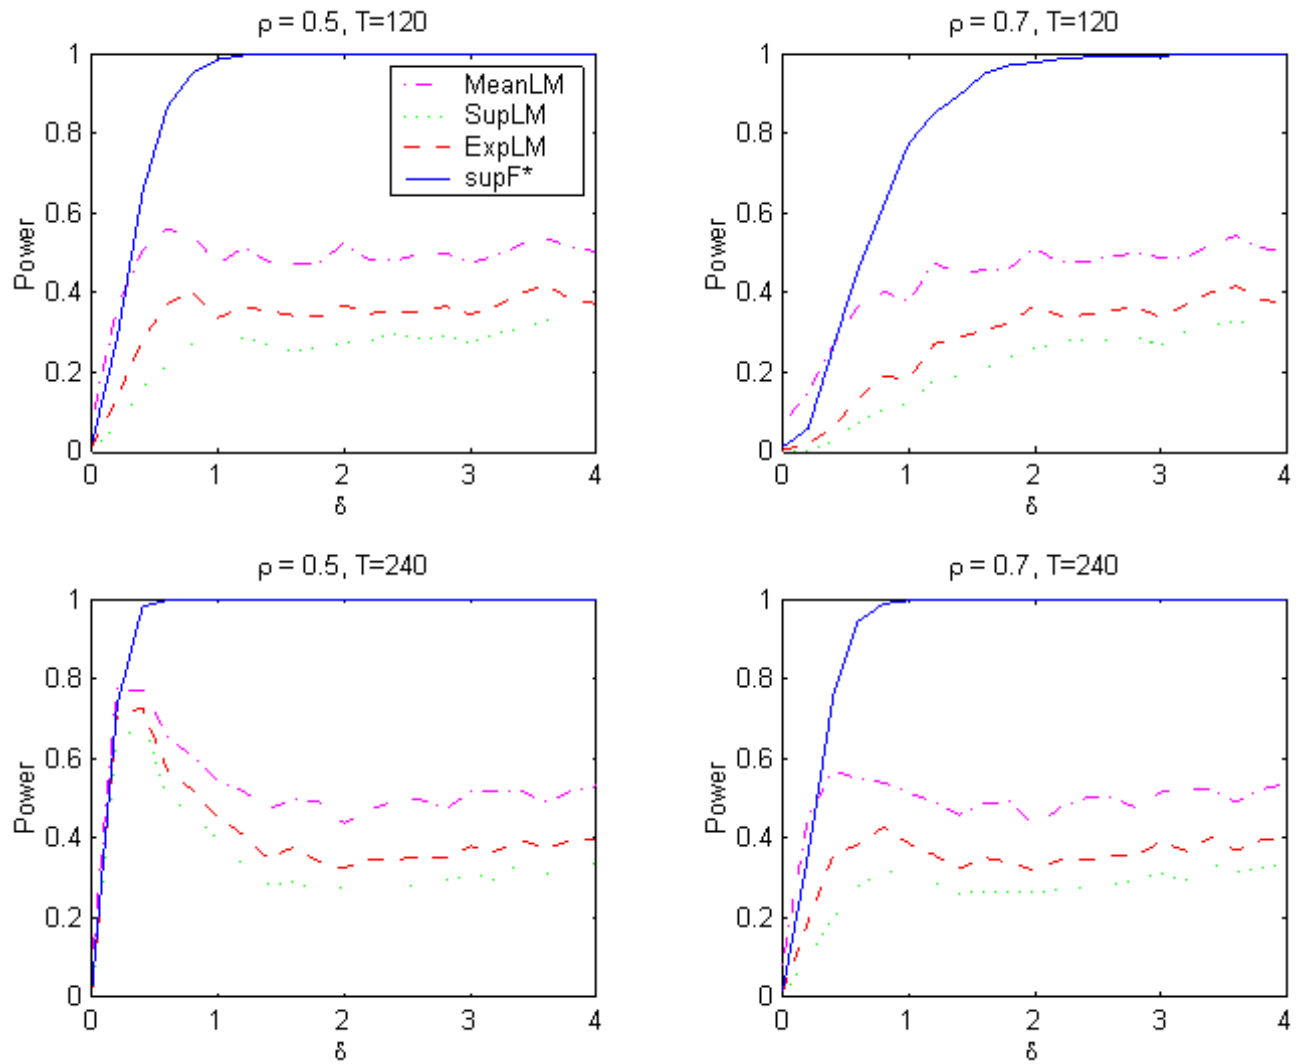 ρ = 0.5, T=120
1
0.8
0.6
0.4
0.2
0
Power
MeanLM
SupLM
ExpLM
supF*
0 1 2 3 4
δ
ρ = 0.7, T=120
1
0.8
0.6
0.4
0.2
0
Power
0 1 2 3 4
δ
ρ = 0.5, T=240
1
0.8
0.6
0.4
0.2
0
Power
0 1 2 3 4
δ
ρ = 0.7, T=240
1
0.8
0.6
0.4
0.2
0
Power
0 1 2 3 4
δ